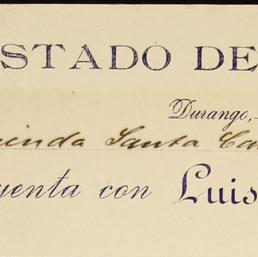 STADO DE
Durango,
cienda Santa Ca
uenta con Luis